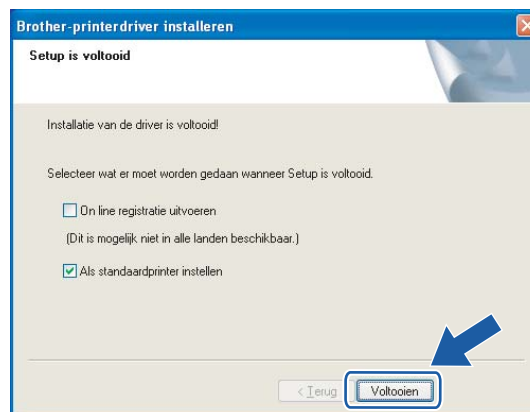 Brother-printerdriver installeren
Setup is voltooid
Installatie van de driver is voltooid!
Selecteer wat er moet worden gedaan wanneer Setup is voltooid.
On line registratie uitvoeren
(Dit is mogelijk niet in alle landen beschikbaar.)
Als standaardprinter instellen
< Terug
Voltooien